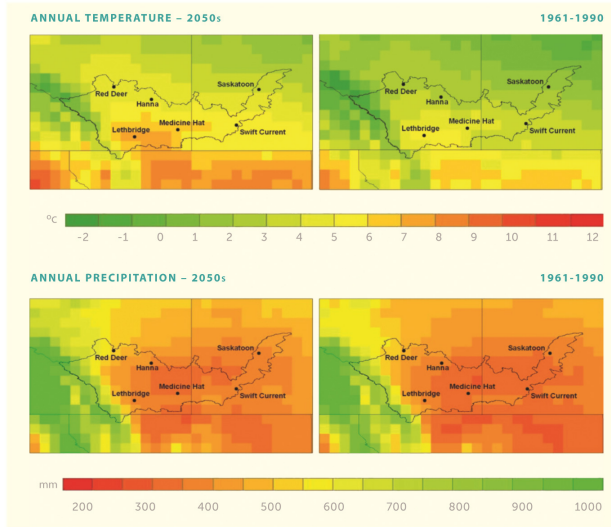 ANNUAL TEMPERATURE – 2050s 1961-1990
Saskatoon
Red Deer
Hanna
Medicine Hat
Lethbridge
Swift Current
Saskatoon
Red Deer
Hanna
Medicine Hat
Lethbridge
Swift Current
ºC
-2 -1 0 1 2 3 4 5 6 7 8 9 10 11 12
ANNUAL PRECIPITATION – 2050s 1961-1990
Saskatoon
Red Deer
Hanna
Medicine Hat
Lethbridge
Swift Current
Saskatoon
Red Deer
Hanna
Medicine Hat
Lethbridge
Swift Current
mm
200 300 400 500 600 700 800 900 1000